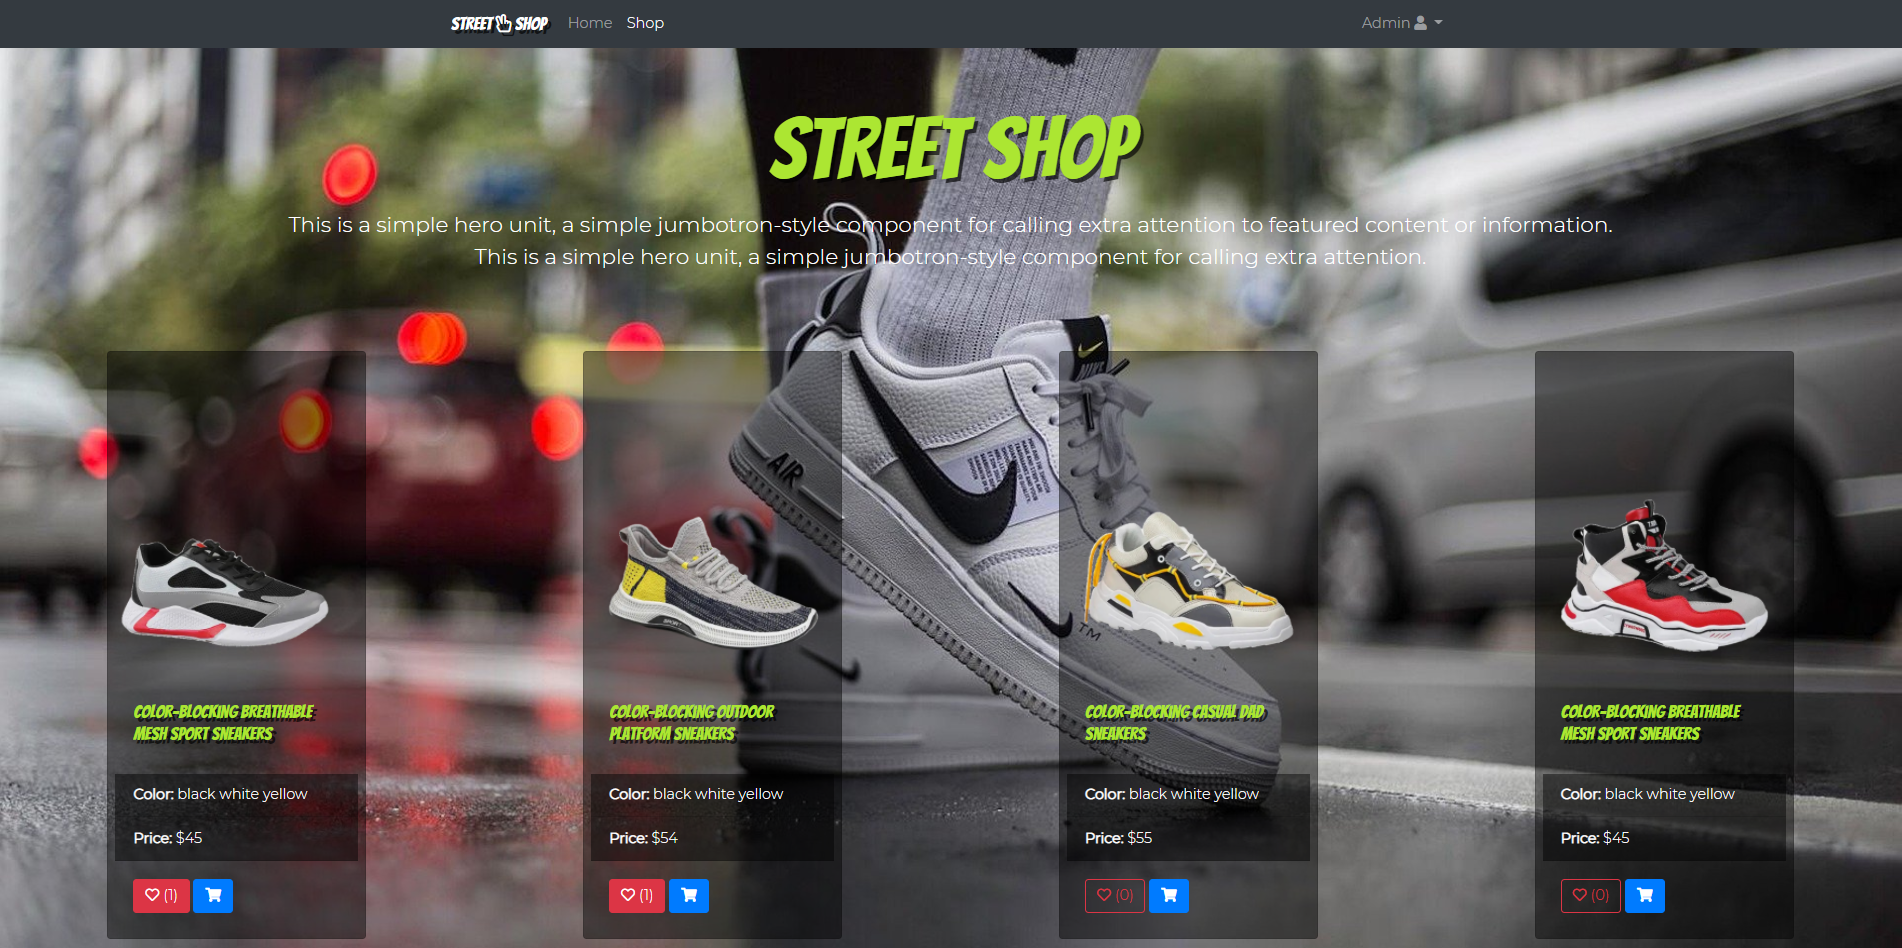 STREET SHOP
Home
Shop
Admin
STREET SHOP
This is a simple hero unit, a simple jumbotron-style component for calling extra attention to featured content or information.
This is a simple hero unit, a simple jumbotron-style component for calling extra attention.
AIR
TM
COLOR-BLOCKING BREATHABLE
MESH SPORT SNEAKERS
Color: black white yellow
Price: $45
(1)
COLOR-BLOCKING OUTDOOR
PLATFORM SNEAKERS
Color: black white yellow
Price: $54
(1)
COLOR-BLOCKING CASUAL DAD
SNEAKERS
Color: black white yellow
Price: $55
(0)
COLOR-BLOCKING BREATHABLE
MESH SPORT SNEAKERS
Color: black white yellow
Price: $45
(0)